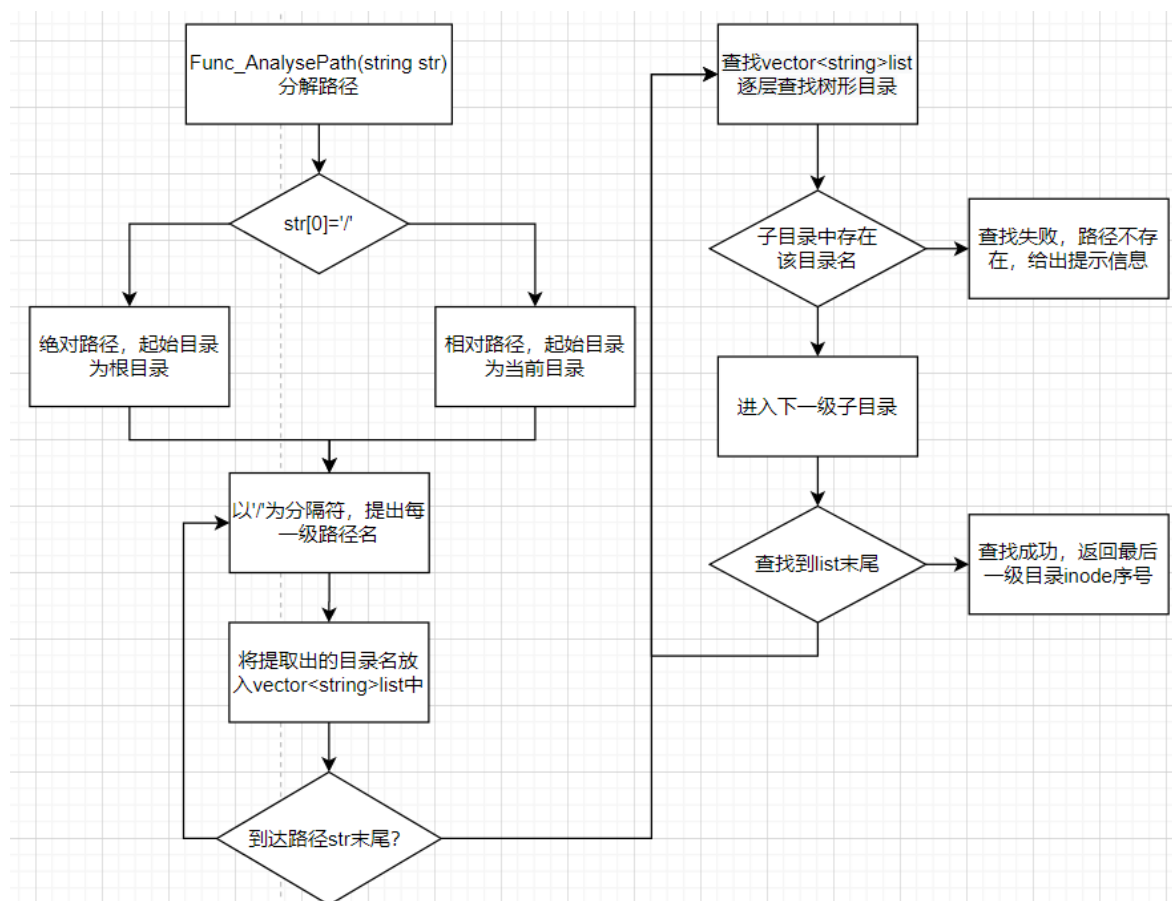 Func_AnalysePath(string str)
分解路径
str[0]='/'
绝对路径，起始目录
为根目录
相对路径，起始目录
为当前目录
以'/'为分隔符，提出每
一级路径名
将提取出的目录名放
入vector<string>list中
到达路径str末尾？
查找vector<string>list
逐层查找树形目录
子目录中存在
该目录名
查找失败，路径不存
在，给出提示信息
进入下一级子目录
查找到list末尾
查找成功，返回最后
一级目录inode序号